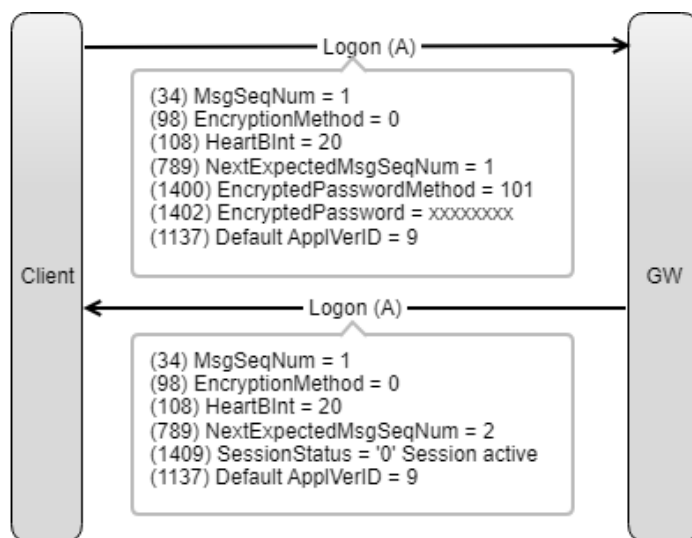 Logon (A)
(34) MsgSeqNum = 1
(98) EncryptionMethod = 0
(108) HeartBInt = 20
(789) NextExpectedMsgSeqNum = 1
(1400) EncryptedPasswordMethod = 101
(1402) EncryptedPassword = xxxxxxxx
(1137) Default ApplVerID = 9
Client
GW
Logon (A)
(34) MsgSeqNum = 1
(98) EncryptionMethod = 0
(108) HeartBInt = 20
(789) NextExpectedMsgSeqNum = 2
(1409) SessionStatus = '0' Session active
(1137) Default ApplVerID = 9